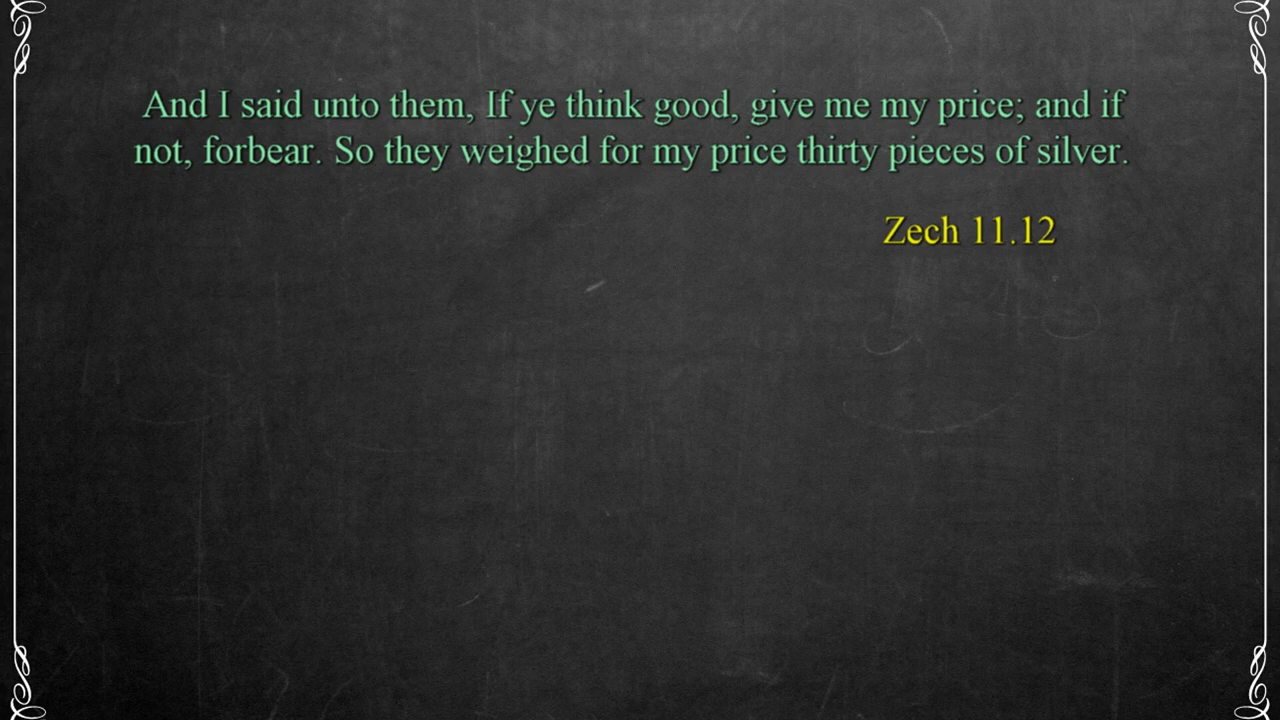 And I said unto them, If ye think good, give me my price; and if
not, forbear. So they weighed for my price thirty pieces of silver.
Zech 11.12